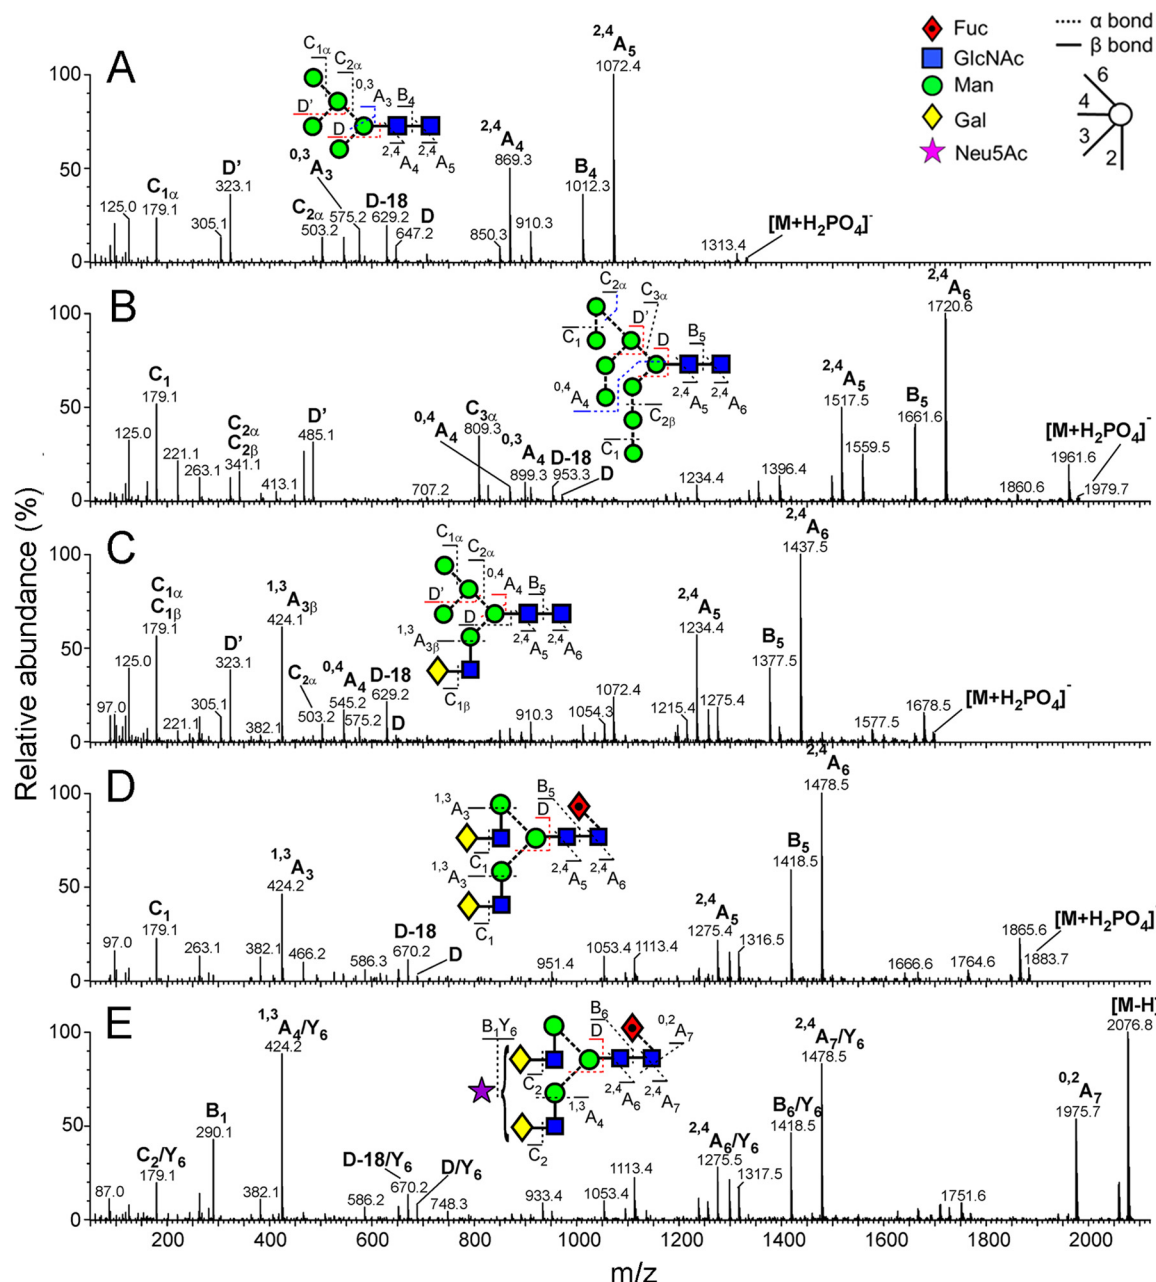 Fuc
GlcNAc
Man
Gal
Neu5Ac
α bond
β bond
6
4
3
2
Relative abundance (%)
A
100
50
0
125.0
C1α
179.1
305.1
D'
323.1
C2α
503.2
0,3A3
575.2
D-18
629.2
D
647.2
850.3
2,4A4
869.3
910.3
B4
1012.3
2,4A5
1072.4
1313.4
[M+H2PO4]-
C1α
C2α
0,3
A3
B4
D'
D
2,4A4
2,4A5
B
100
50
0
125.0
C1
179.1
221.1
263.1
C2α
C2β
341.1
413.1
D'
485.1
707.2
0,4A4
C3α
809.3
0,3A4
899.3
D-18
953.3
D
1234.4
1396.4
2,4A5
1517.5
1559.5
B5
1661.6
2,4A6
1720.6
1860.6
1961.6
[M+H2PO4]-
1979.7
C2α
C3α
D'
D
B5
C1
0,4A4
2,4A5
2,4A6
C2β
C1
C
100
50
0
97.0
125.0
C1α
C1β
179.1
221.1
305.1
D'
323.1
382.1
1,3A3β
424.1
C2α
503.2
0,4A4
545.2
575.2
D-18
629.2
D
910.3
1054.3
1072.4
1215.4
2,4A5
1234.4
1275.4
B5
1377.5
2,4A6
1437.5
1577.5
1678.5
[M+H2PO4]-
C1α
C2α
0,4
A4
B5
D'
D
1,3A3β
2,4A5
2,4A6
C1β
D
100
50
0
97.0
C1
179.1
263.1
382.1
1,3A3
424.2
466.2
586.3
D-18
670.2
D
951.4
1053.4
1113.4
2,4A5
1275.4
1316.5
B5
1418.5
2,4A6
1478.5
1666.6
1764.6
1865.6
[M+H2PO4]-
1883.7
1,3A3
B5
D
C1
1,3A3
2,4A5
2,4A6
C1
E
100
50
0
87.0
C2/Y6
179.1
B1
290.1
382.1
1,3A4/Y6
424.2
586.2
D-18/Y6
670.2
D/Y6
748.3
933.4
1053.4
1113.4
2,4A6/Y6
1275.5
1317.5
B6/Y6
1418.5
2,4A7/Y6
1478.5
1751.6
0,2A7
1975.7
[M-H]
2076.8
B1Y6
B6
D
0,2A7
C2
1,3A4
2,4A6
2,4A7
C2
200
400
600
800
1000
1200
1400
1600
1800
2000
m/z